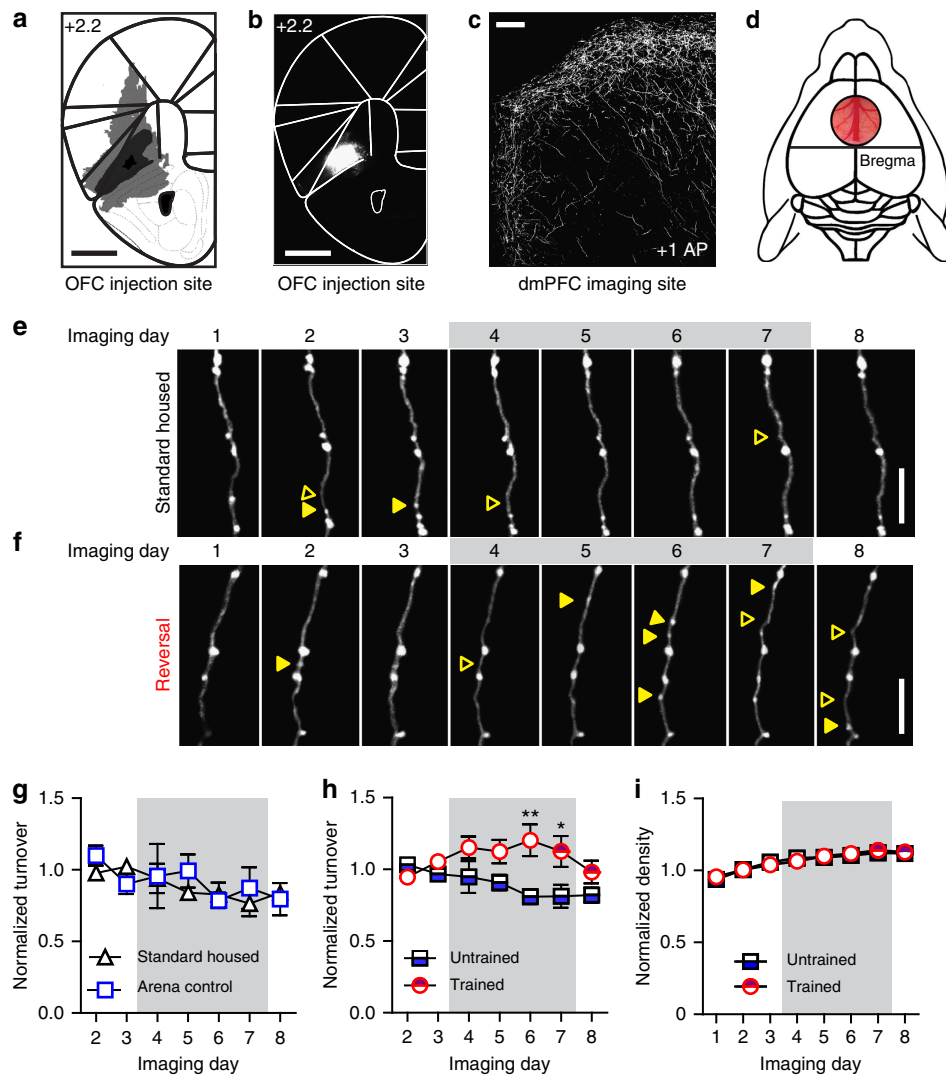 a
b
c
d
+2.2
+2.2
+1 AP
Bregma
OFC injection site
OFC injection site
dmPFC imaging site
e
Imaging day 1 2 3 4 5 6 7 8
Standard housed
f
Imaging day 1 2 3 4 5 6 7 8
Reversal
g
Normalized turnover
1.5
1.0
0.5
0.0
Standard housed
Arena control
2 3 4 5 6 7 8
Imaging day
h
Normalized turnover
1.5
1.0
0.5
0.0
** *
Untrained
Trained
2 3 4 5 6 7 8
Imaging day
i
Normalized density
1.5
1.0
0.5
0
Untrained
Trained
1 2 3 4 5 6 7 8
Imaging day